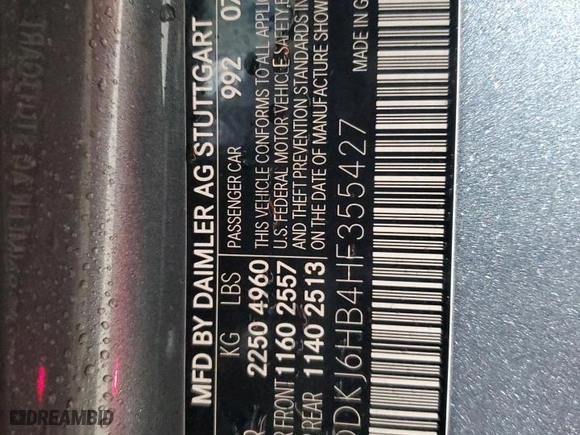 MFD BY DAIMLER AG STUTTGART
KG LBS PASSENGER CAR 992 07
2250 4960 THIS VEHICLE CONFORMS TO ALL
FRONT 1160 2557 U.S. FEDERAL MOTOR VEHICLE SAFETY
REAR 1140 2513 AND THEFT PREVENTION STANDARDS IN
ON THE DATE OF MANUFACTURE SHOWN
DKJ6HB4HF355427 MADE IN
DREAMBID